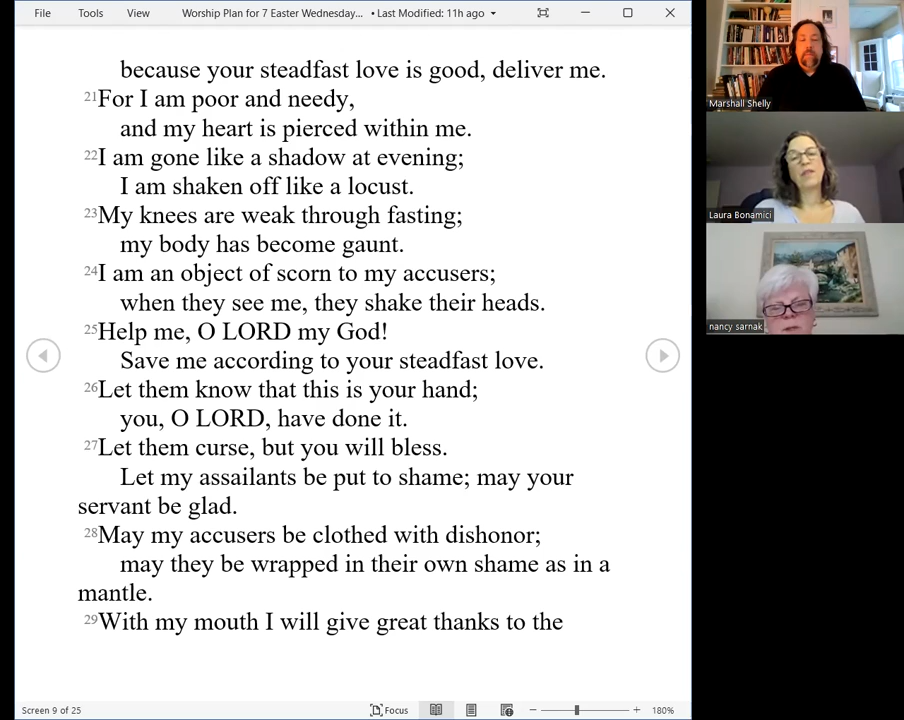 File Tools View Worship Plan for 7 Easter Wednesday... • Last Modified: 11h ago
because your steadfast love is good, deliver me.
21For I am poor and needy,
and my heart is pierced within me.
22I am gone like a shadow at evening;
I am shaken off like a locust.
23My knees are weak through fasting;
my body has become gaunt.
24I am an object of scorn to my accusers;
when they see me, they shake their heads.
25Help me, O LORD my God!
Save me according to your steadfast love.
26Let them know that this is your hand;
you, O LORD, have done it.
27Let them curse, but you will bless.
Let my assailants be put to shame; may your
servant be glad.
28May my accusers be clothed with dishonor;
may they be wrapped in their own shame as in a
mantle.
29With my mouth I will give great thanks to the
Screen 9 of 25 Focus 180%
Marshall Shelly
Laura Bonamici
nancy sarnak